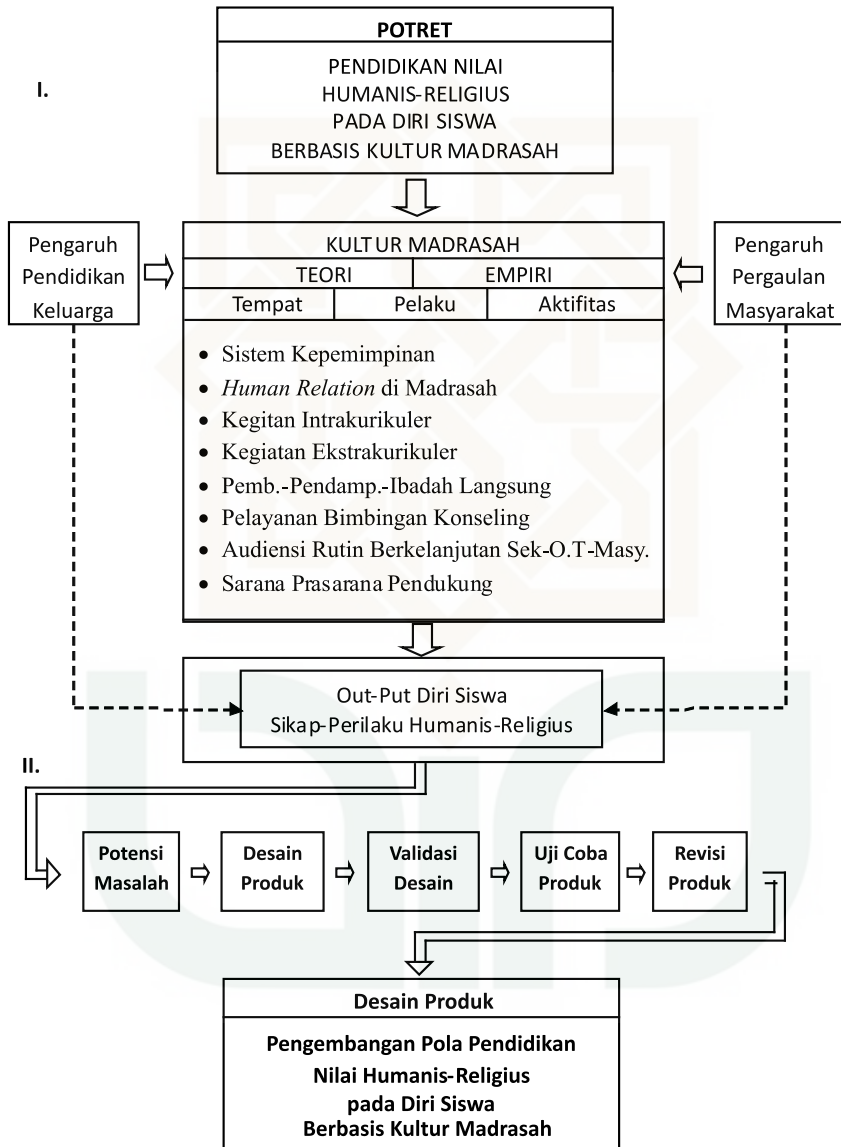 POTRET
I.
PENDIDIKAN NILAI
HUMANIS-RELIGIUS
PADA DIRI SISWA
BERBASIS KULTUR MADRASAH
Pengaruh
Pendidikan
Keluarga
KULTUR MADRASAH
TEORI EMPIRI
Tempat Pelaku Aktifitas
• Sistem Kepemimpinan
• Human Relation di Madrasah
• Kegitan Intrakurikuler
• Kegiatan Ekstrakurikuler
• Pemb.-Pendamp.-Ibadah Langsung
• Pelayanan Bimbingan Konseling
• Audiensi Rutin Berkelanjutan Sek-O.T-Masy.
• Sarana Prasarana Pendukung
Pengaruh
Pergaulan
Masyarakat
Out-Put Diri Siswa
Sikap-Perilaku Humanis-Religius
II.
Potensi
Masalah
Desain
Produk
Validasi
Desain
Uji Coba
Produk
Revisi
Produk
Desain Produk
Pengembangan Pola Pendidikan
Nilai Humanis-Religius
pada Diri Siswa
Berbasis Kultur Madrasah